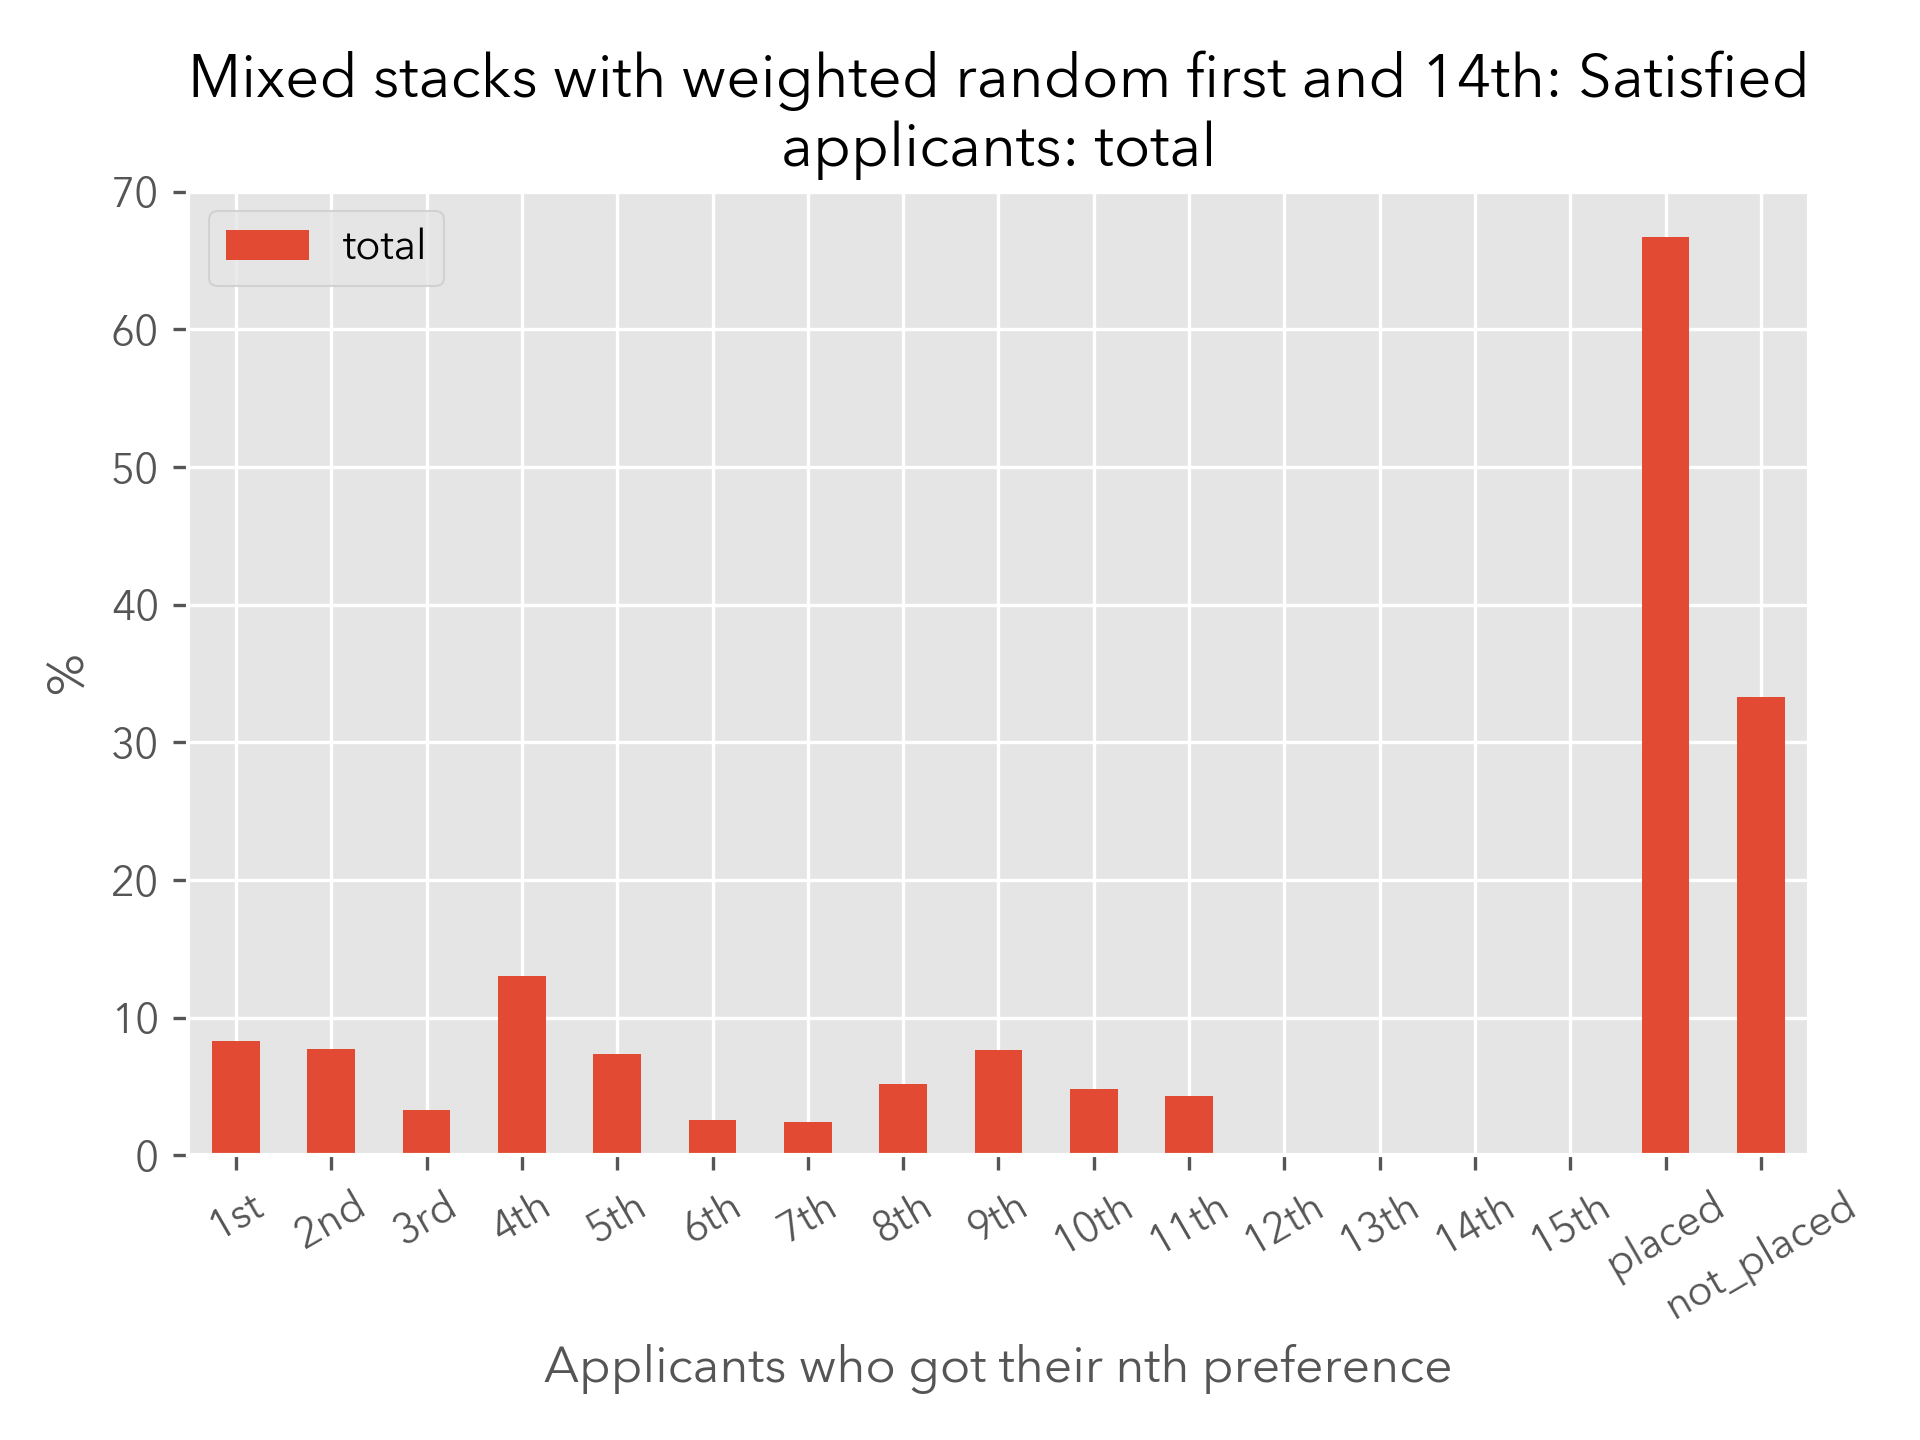 Mixed stacks with weighted random first and 14th: Satisfied
applicants: total
total
70
60
50
40
30
20
10
0
%
1st
2nd
3rd
4th
5th
6th
7th
8th
9th
10th
11th
12th
13th
14th
15th
placed
not_placed
Applicants who got their nth preference